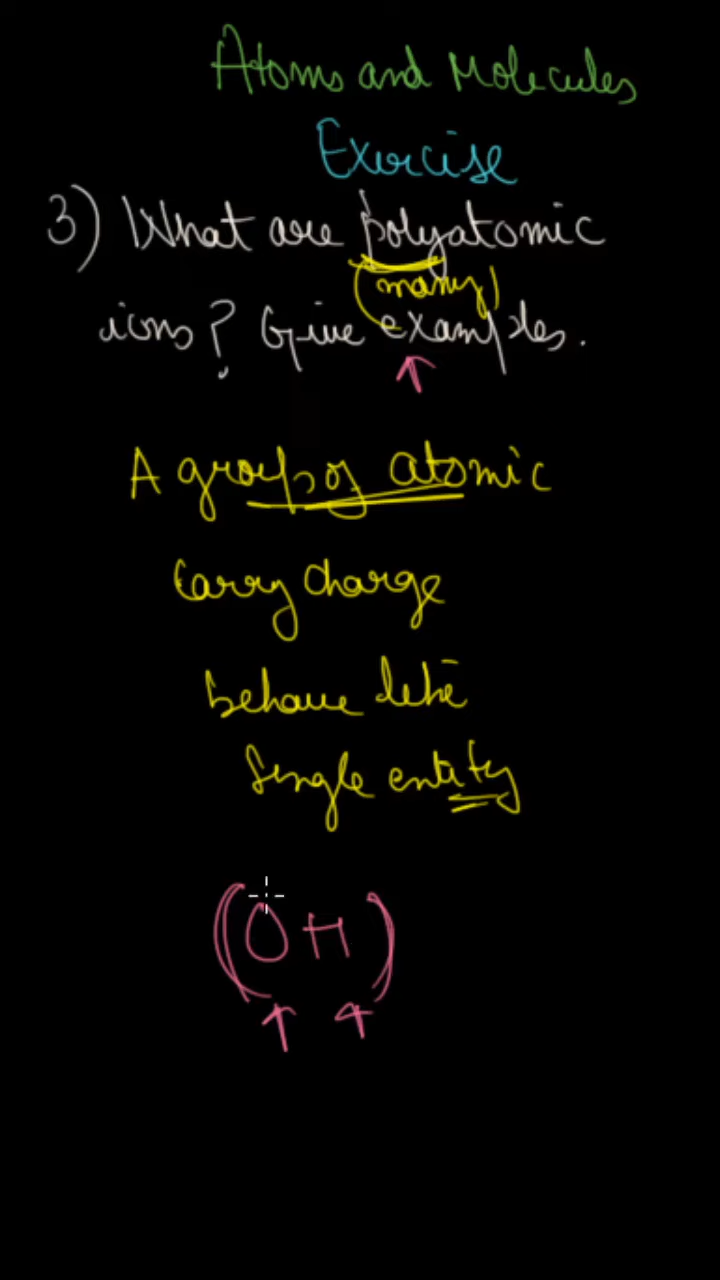 Atoms and Molecules
Exercise
3) What are polyatomic
(many)
ions? Give examples.
A group of atomic
Carry charge
behave like
Single entity
(OH)